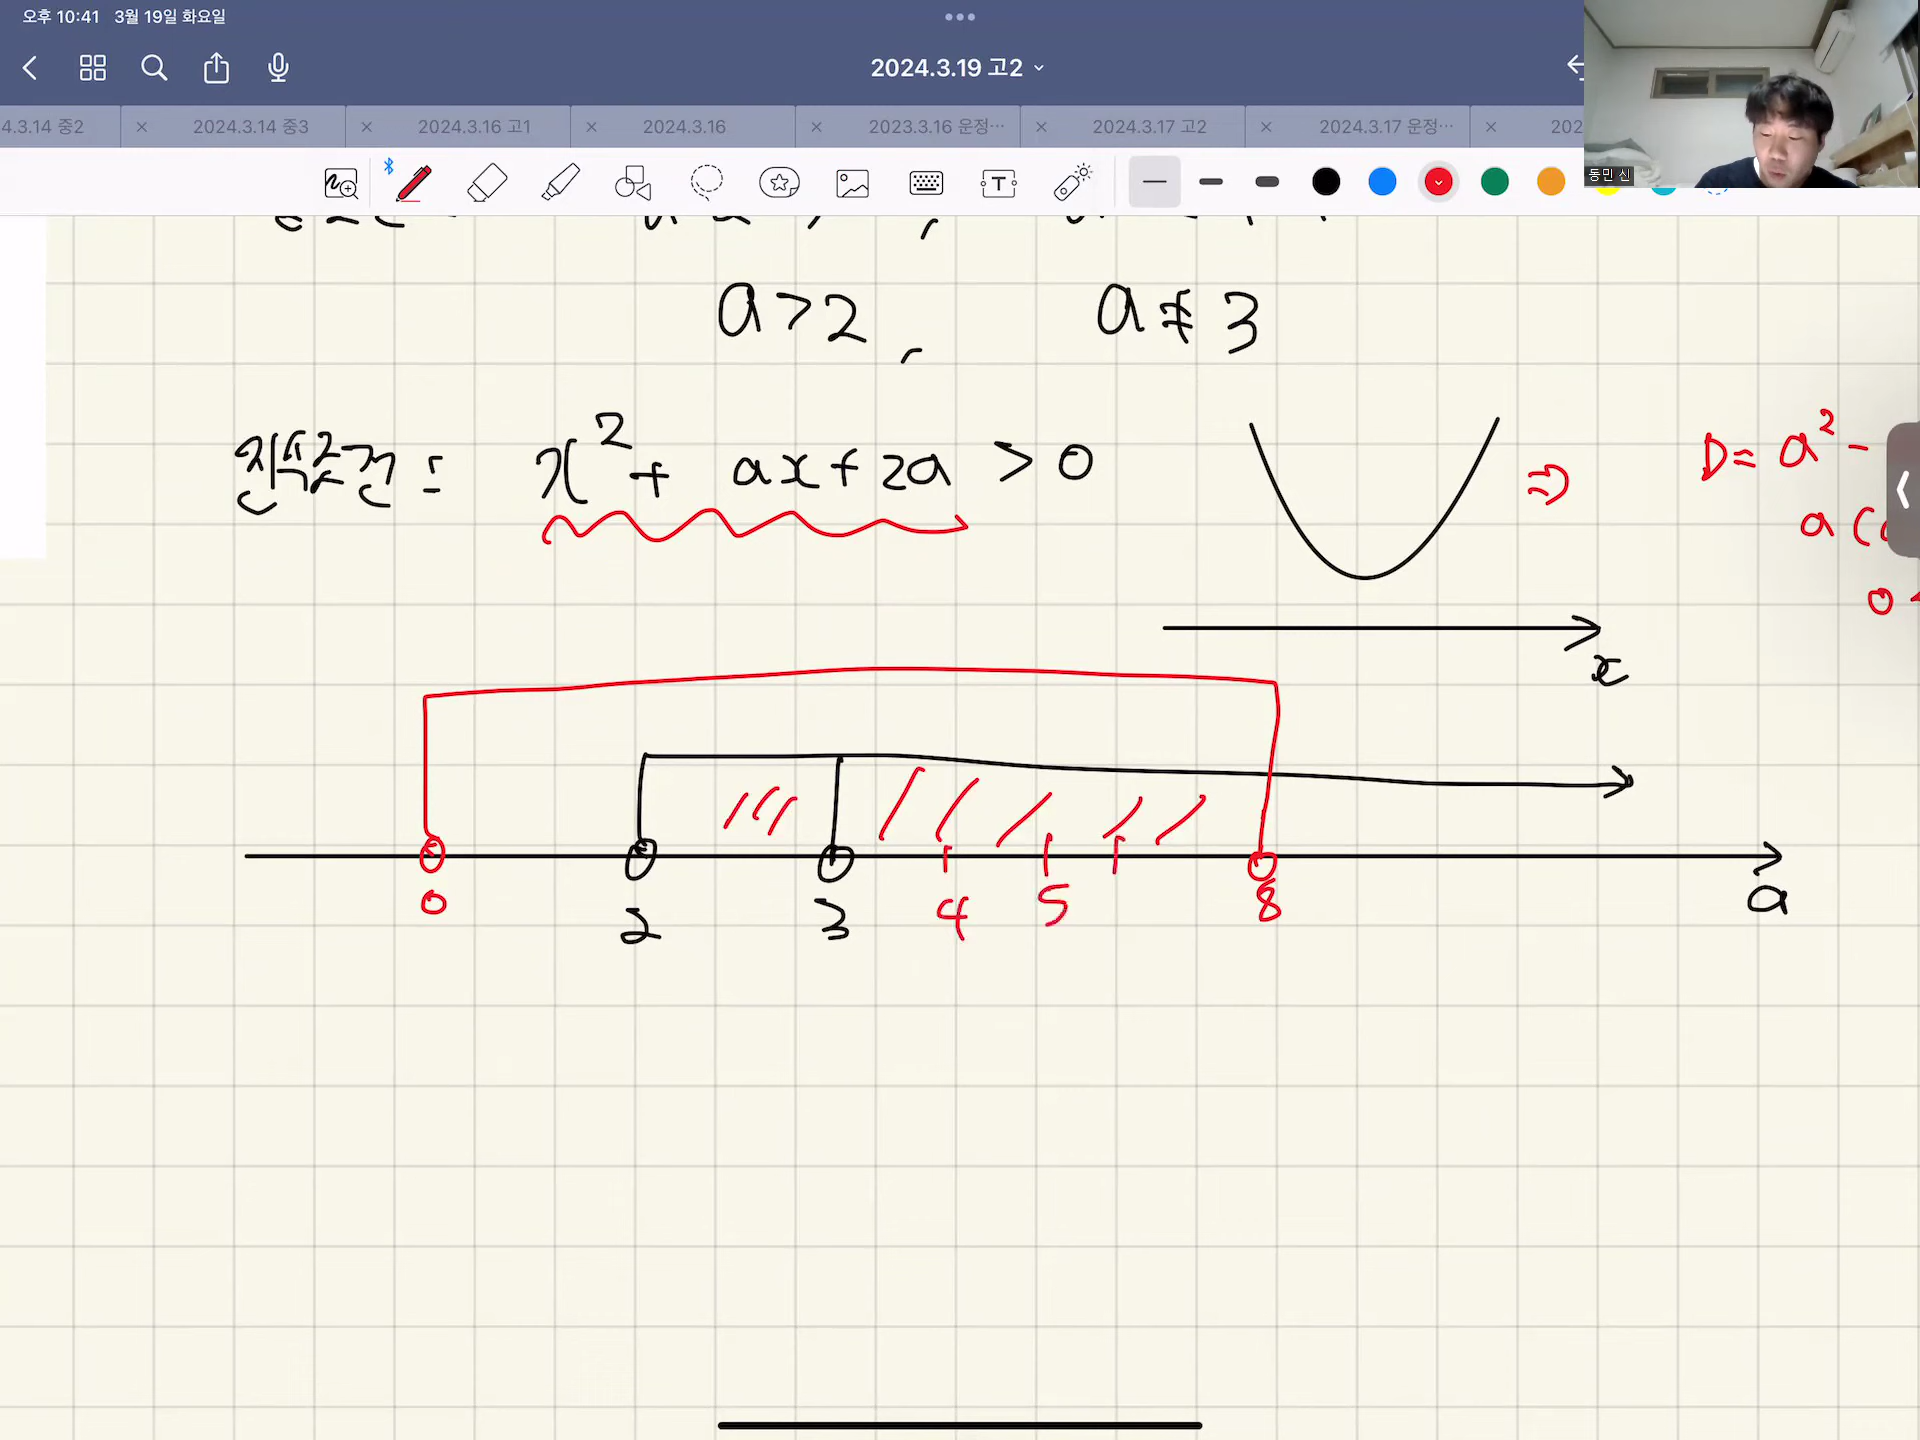 오후 10:41 3월 19일 화요일
2024.3.19 고2
4.3.14 중2
2024.3.14 중3
2024.3.16 고1
2024.3.16
2023.3.16 운정…
2024.3.17 고2
2024.3.17 운정…
202
동민 신
a>2, a≠3
진수조건 : x² + ax+2a > 0
⇒ D= a² -
a (
0 <
x
0 2 3 4 5 8 a